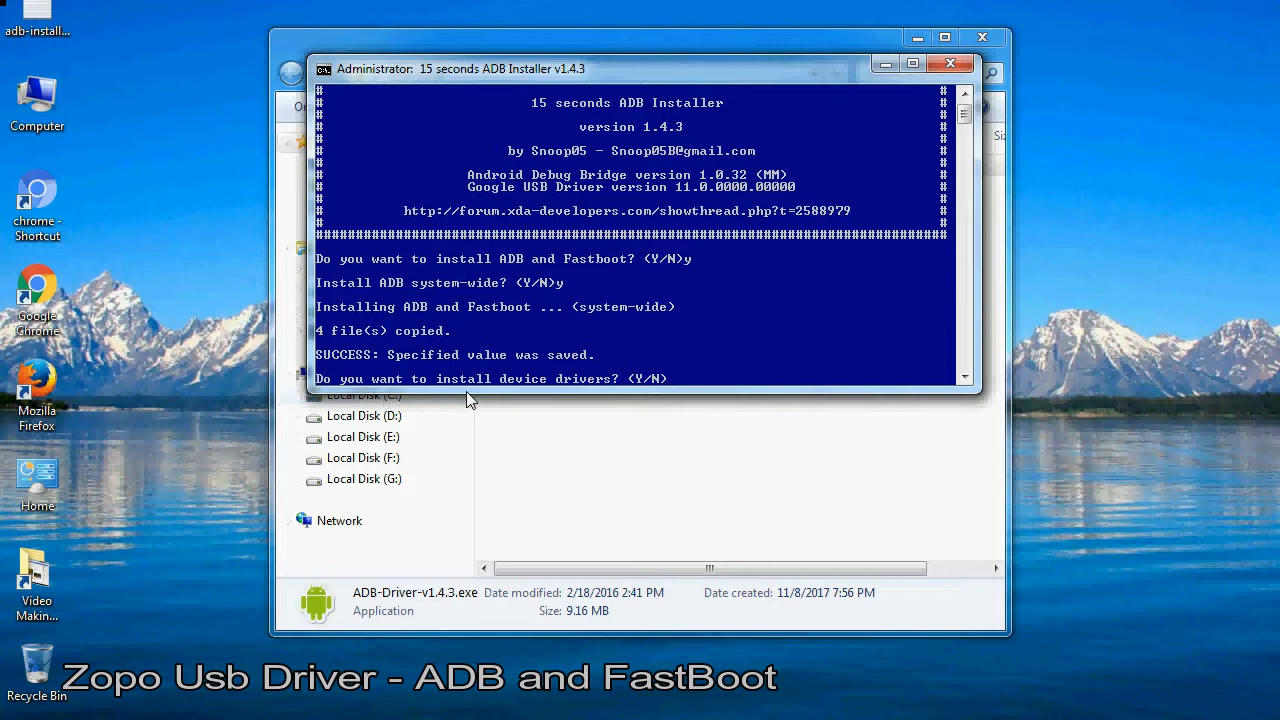 adb-install...
Computer
chrome -
Shortcut
Google
Chrome
Mozilla
Firefox
Home
Video
Makin...
Recycle Bin
Administrator: 15 seconds ADB Installer v1.4.3
# #
# 15 seconds ADB Installer #
# #
# version 1.4.3 #
# #
# by Snoop05 - Snoop05B@gmail.com #
# #
# Android Debug Bridge version 1.0.32 (MM) #
# Google USB Driver version 11.0.0000.00000 #
# #
# http://forum.xda-developers.com/showthread.php?t=2588979 #
# #
###############################################################################
Do you want to install ADB and Fastboot? (Y/N)y
Install ADB system-wide? (Y/N)y
Installing ADB and Fastboot ... (system-wide)
4 file(s) copied.
SUCCESS: Specified value was saved.
Do you want to install device drivers? (Y/N)
Local Disk (C:)
Local Disk (D:)
Local Disk (E:)
Local Disk (F:)
Local Disk (G:)
Network
ADB-Driver-v1.4.3.exe Date modified: 2/18/2016 2:41 PM Date created: 11/8/2017 7:56 PM
Application Size: 9.16 MB
Zopo Usb Driver - ADB and FastBoot